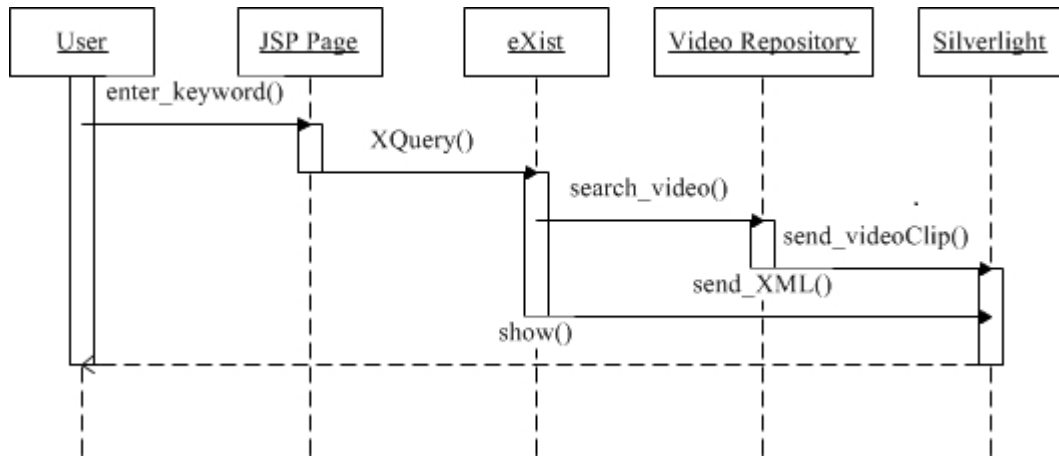 User
JSP Page
eXist
Video Repository
Silverlight
enter_keyword()
XQuery()
search_video()
send_videoClip()
send_XML()
show()